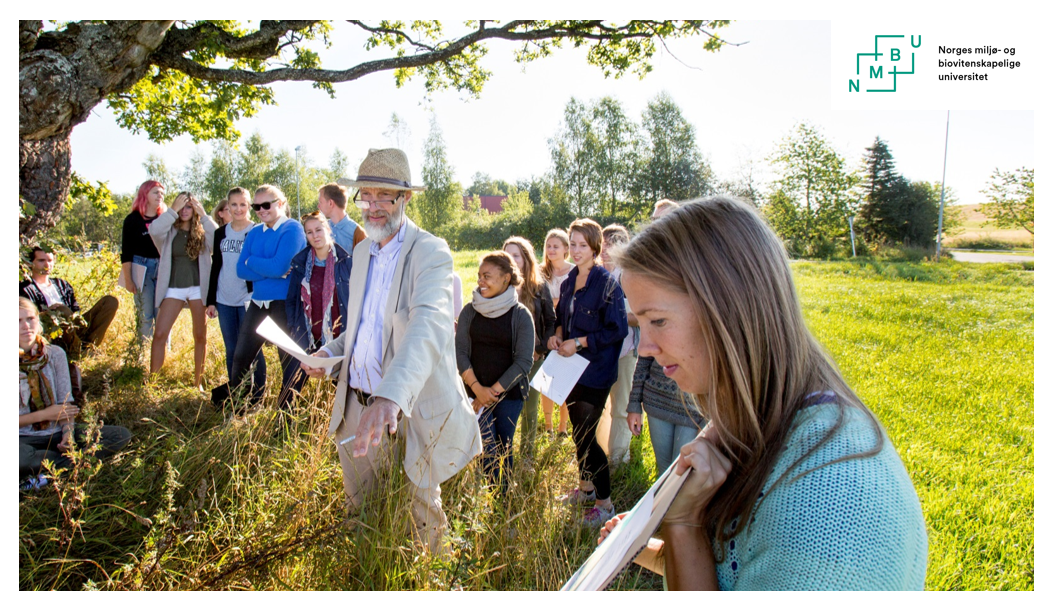 NMBU
Norges miljø- og
biovitenskapelige
universitet